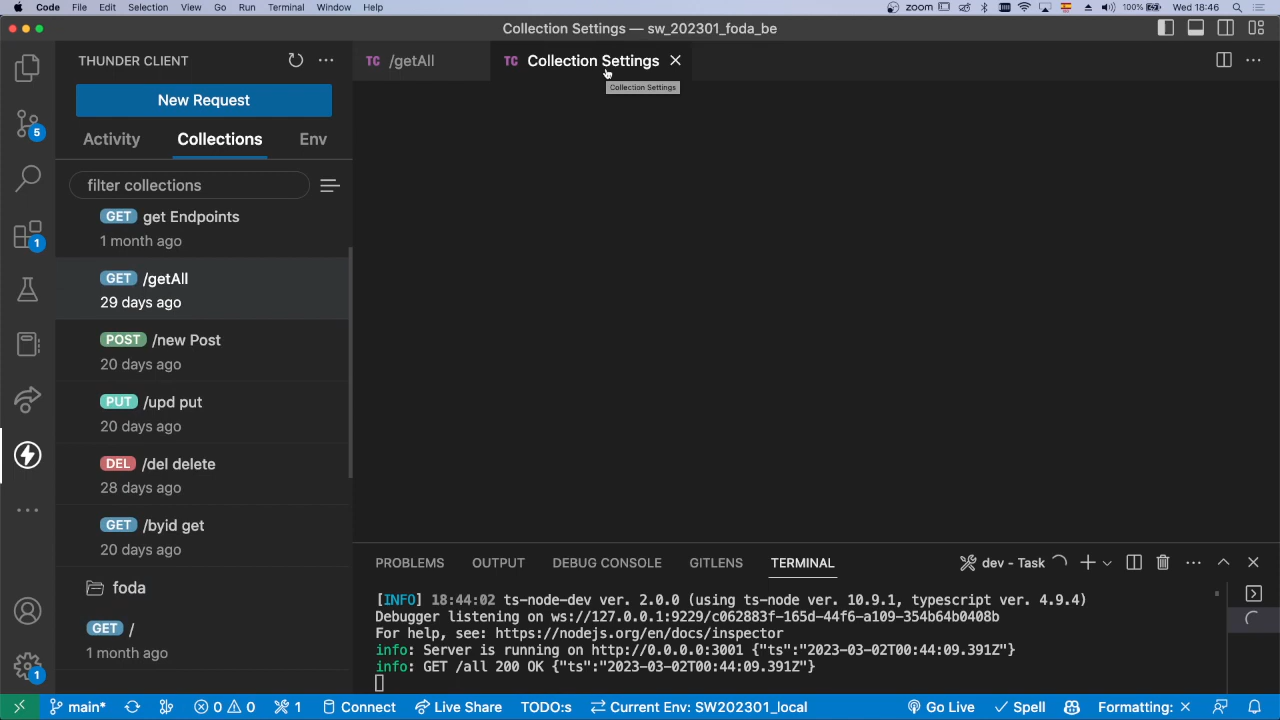 Code File Edit Selection View Go Run Terminal Window Help
zoom 100% Wed 18:46
Collection Settings — sw_202301_foda_be
THUNDER CLIENT
TC /getAll
TC Collection Settings
Collection Settings
New Request
Activity Collections Env
5
filter collections
GET get Endpoints
1 month ago
1
GET /getAll
29 days ago
POST /new Post
20 days ago
PUT /upd put
20 days ago
DEL /del delete
28 days ago
GET /byid get
20 days ago
foda
GET /
1 month ago
1
PROBLEMS OUTPUT DEBUG CONSOLE GITLENS TERMINAL
dev - Task
[INFO] 18:44:02 ts-node-dev ver. 2.0.0 (using ts-node ver. 10.9.1, typescript ver. 4.9.4)
Debugger listening on ws://127.0.0.1:9229/c062883f-165d-44f6-a109-354b64b0408b
For help, see: https://nodejs.org/en/docs/inspector
info: Server is running on http://0.0.0.0:3001 {"ts":"2023-03-02T00:44:09.391Z"}
info: GET /all 200 OK {"ts":"2023-03-02T00:44:09.391Z"}
main* 0 0 1 Connect Live Share TODO:s Current Env: SW202301_local Go Live Spell Formatting: